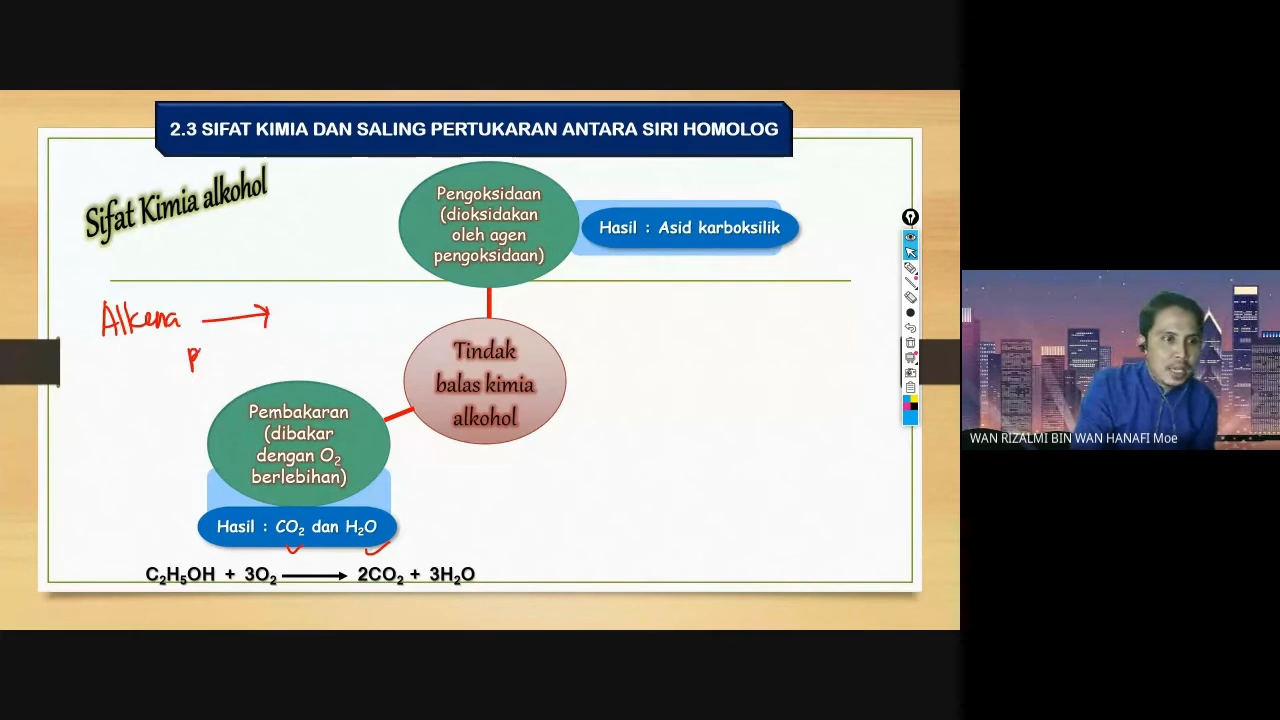 2.3 SIFAT KIMIA DAN SALING PERTUKARAN ANTARA SIRI HOMOLOG
Sifat Kimia alkohol
Pengoksidaan
(dioksidakan
oleh agen
pengoksidaan)
Hasil : Asid karboksilik
Alkena →
P
Tindak
balas kimia
alkohol
Pembakaran
(dibakar
dengan O₂
berlebihan)
Hasil : CO₂ dan H₂O
C₂H₅OH + 3O₂ → 2CO₂ + 3H₂O
WAN RIZALMI BIN WAN HANAFI Moe